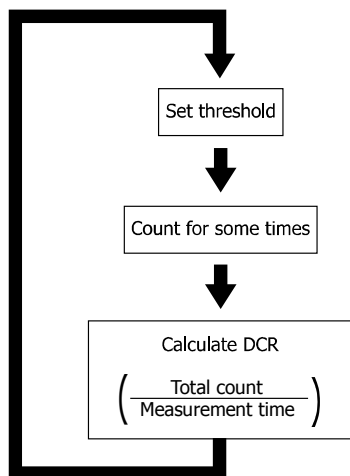 Set threshold
Count for some times
Calculate DCR
( Total count
Measurement time )